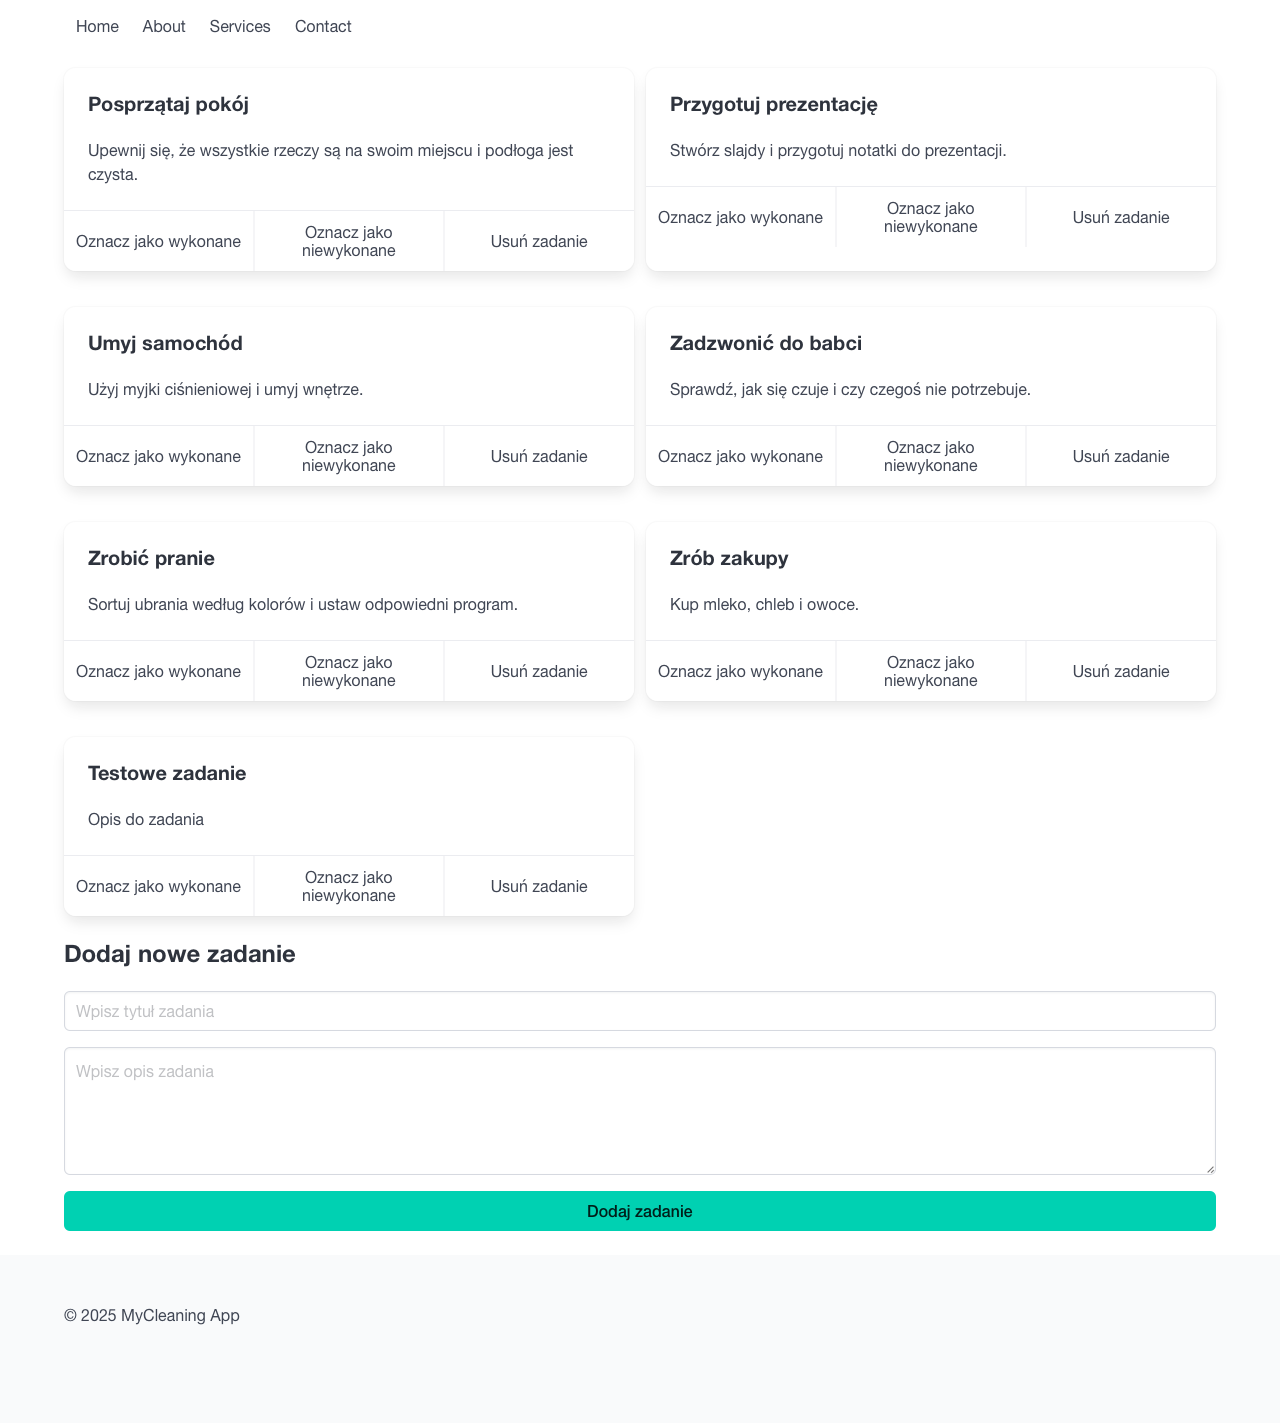 Home About Services Contact
Posprzątaj pokój
Upewnij się, że wszystkie rzeczy są na swoim miejscu i podłoga jest
czysta.
Oznacz jako wykonane
Oznacz jako
niewykonane
Usuń zadanie
Przygotuj prezentację
Stwórz slajdy i przygotuj notatki do prezentacji.
Oznacz jako wykonane
Oznacz jako
niewykonane
Usuń zadanie
Umyj samochód
Użyj myjki ciśnieniowej i umyj wnętrze.
Oznacz jako wykonane
Oznacz jako
niewykonane
Usuń zadanie
Zadzwonić do babci
Sprawdź, jak się czuje i czy czegoś nie potrzebuje.
Oznacz jako wykonane
Oznacz jako
niewykonane
Usuń zadanie
Zrobić pranie
Sortuj ubrania według kolorów i ustaw odpowiedni program.
Oznacz jako wykonane
Oznacz jako
niewykonane
Usuń zadanie
Zrób zakupy
Kup mleko, chleb i owoce.
Oznacz jako wykonane
Oznacz jako
niewykonane
Usuń zadanie
Testowe zadanie
Opis do zadania
Oznacz jako wykonane
Oznacz jako
niewykonane
Usuń zadanie
Dodaj nowe zadanie
Wpisz tytuł zadania
Wpisz opis zadania
Dodaj zadanie
© 2025 MyCleaning App